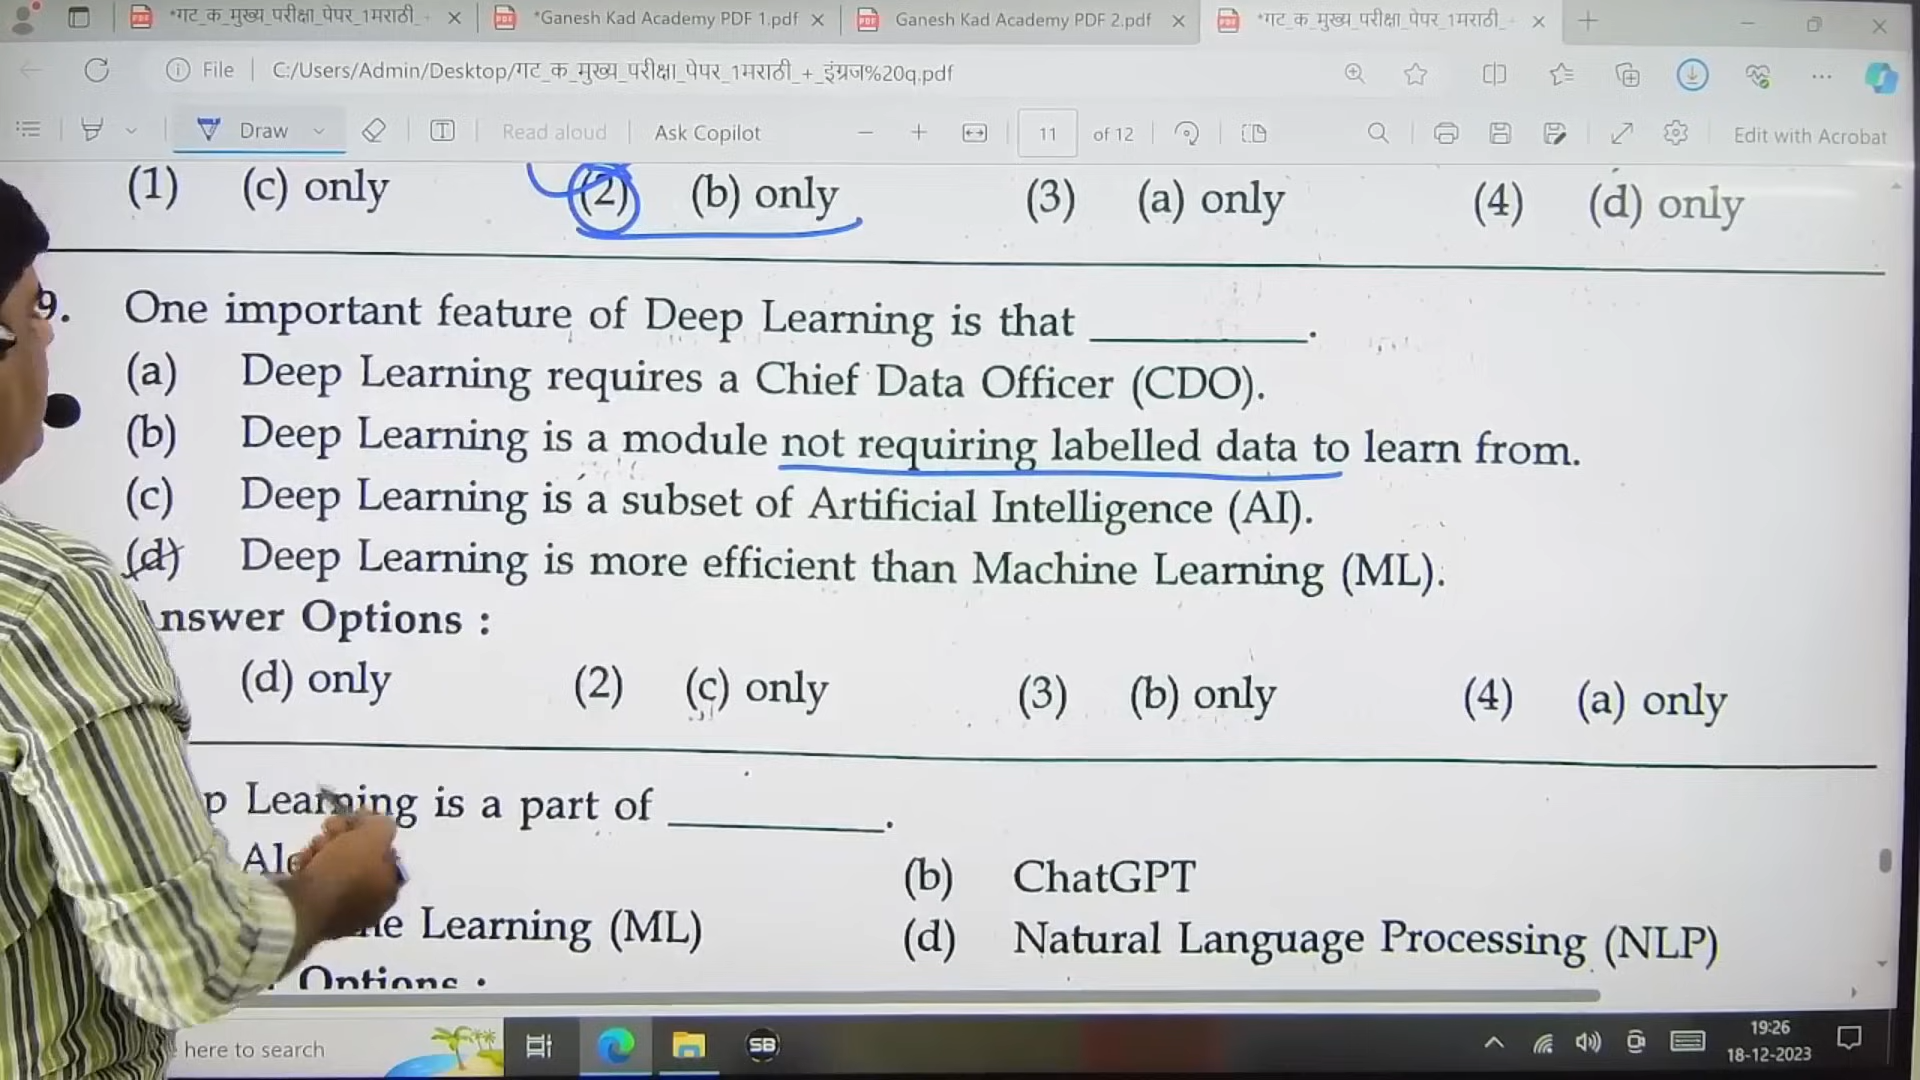 *गट_क_मुख्य_परीक्षा_पेपर_1मराठी_+
*Ganesh Kad Academy PDF 1.pdf
Ganesh Kad Academy PDF 2.pdf
*गट_क_मुख्य_परीक्षा_पेपर_1मराठी_+
File
C:/Users/Admin/Desktop/गट_क_मुख्य_परीक्षा_पेपर_1मराठी_+_इंग्रज%20q.pdf
Draw
Read aloud
Ask Copilot
11 of 12
Edit with Acrobat
(1) (c) only (2) (b) only (3) (a) only (4) (d) only
9. One important feature of Deep Learning is that __________.
(a) Deep Learning requires a Chief Data Officer (CDO).
(b) Deep Learning is a module not requiring labelled data to learn from.
(c) Deep Learning is a subset of Artificial Intelligence (AI).
(d) Deep Learning is more efficient than Machine Learning (ML).
nswer Options :
(d) only (2) (c) only (3) (b) only (4) (a) only
p Learning is a part of __________.
(b) ChatGPT
Learning (ML) (d) Natural Language Processing (NLP)
Options :
here to search
SB
19:26
18-12-2023